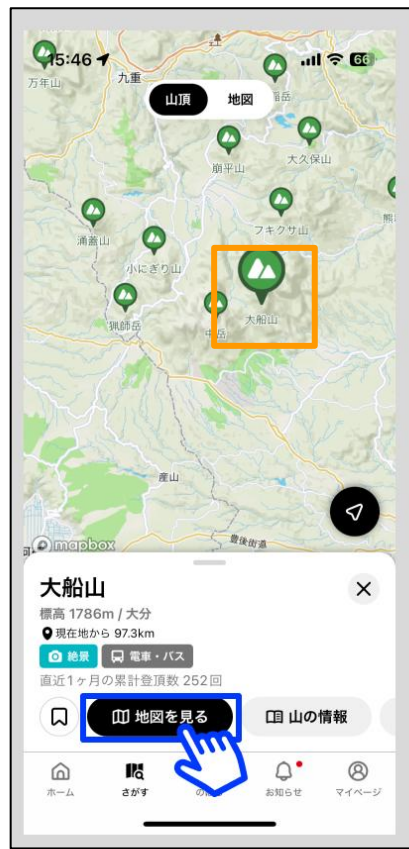 15:46
66
万年山
九重
山頂
地図
崩平山
大久保山
涌蓋山
フキクサ山
小にぎり山
猟師岳
中岳
大船山
産山
豊後街道
mapbox
大船山
標高 1786m / 大分
現在地から 97.3km
絶景
電車・バス
直近1ヶ月の累計登頂数 252回
地図を見る
山の情報
ホーム
さがす
お知らせ
マイページ